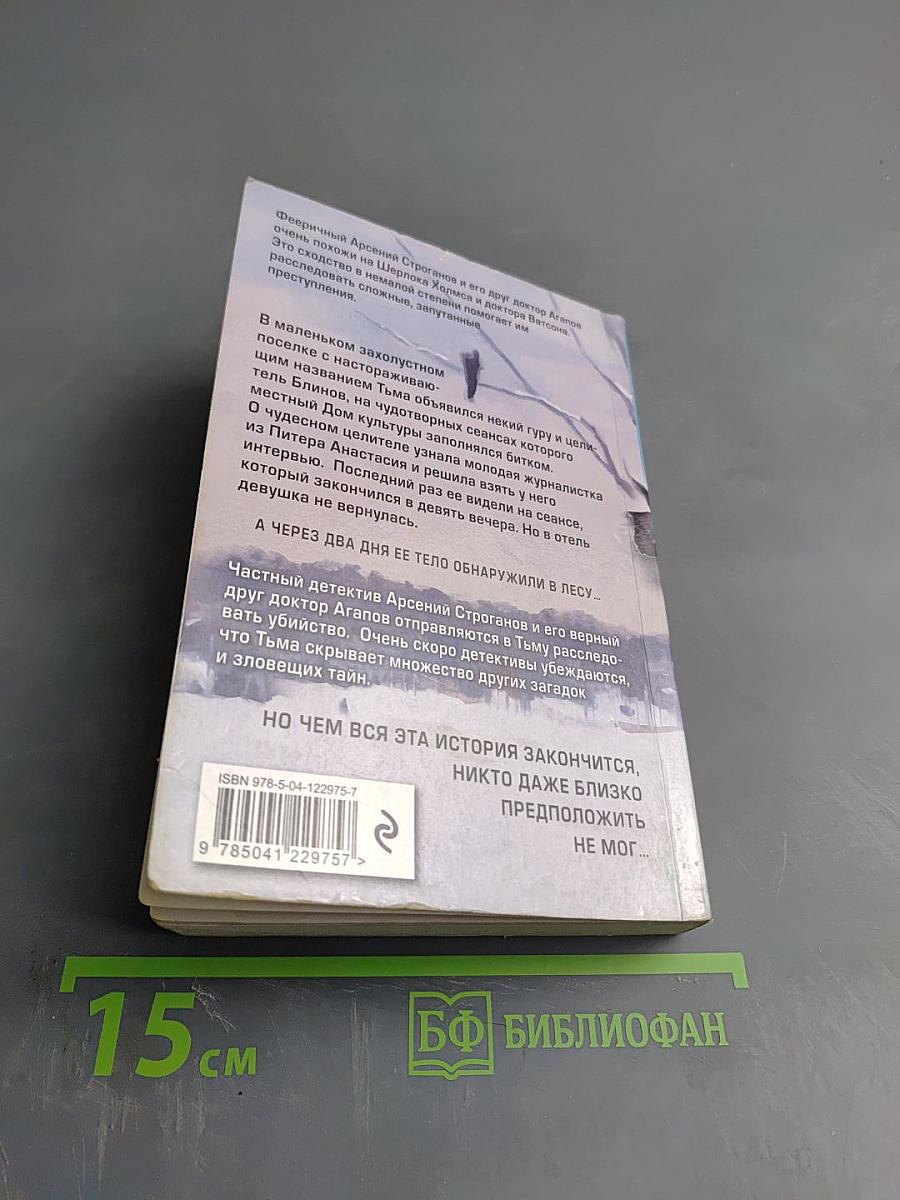 Фееричный Арсений Строганов и его друг доктор Агапов
очень похожи на Шерлока Холмса и доктора Ватсона.
Это сходство в немалой степени помогает им
расследовать сложные, запутанные
преступления.
В маленьком захолустном
поселке с настораживаю-
щим названием Тьма объявился некий гуру и цели-
тель Блинов, на чудотворных сеансах которого
местный Дом культуры заполнялся битком.
О чудесном целителе узнала молодая журналистка
из Питера Анастасия и решила взять у него
интервью. Последний раз ее видели на сеансе,
который закончился в девять вечера. Но в отель
девушка не вернулась.
А ЧЕРЕЗ ДВА ДНЯ ЕЕ ТЕЛО ОБНАРУЖИЛИ В ЛЕСУ...
Частный детектив Арсений Строганов и его верный
друг доктор Агапов отправляются в Тьму расследо-
вать убийство. Очень скоро детективы убеждаются,
что Тьма скрывает множество других загадок
и зловещих тайн.
НО ЧЕМ ВСЯ ЭТА ИСТОРИЯ ЗАКОНЧИТСЯ,
НИКТО ДАЖЕ БЛИЗКО
ПРЕДПОЛОЖИТЬ
НЕ МОГ...
ISBN 978-5-04-122975-7
9 785041 229757 >
15 см
БФ БИБЛИОФАН